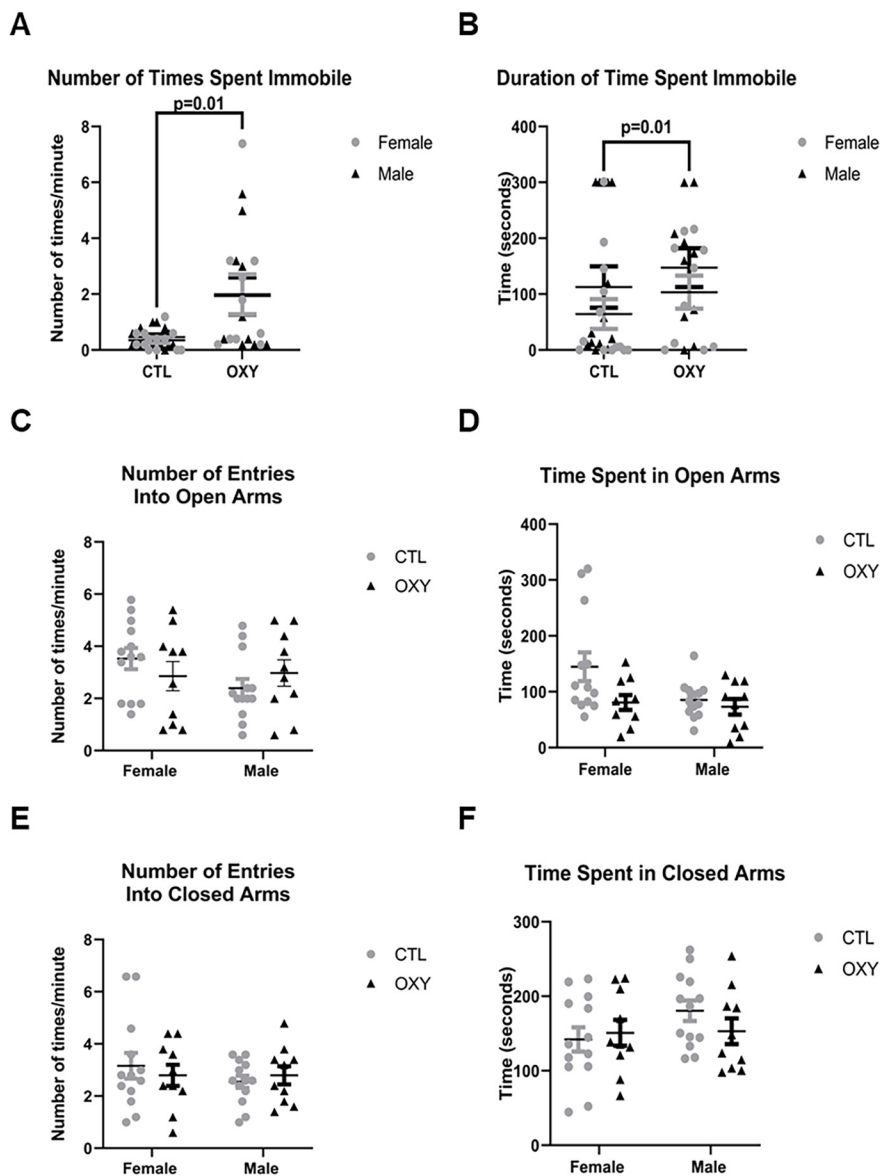 A
Number of Times Spent Immobile
p=0.01
Number of times/minute
8
6
4
2
0
CTL
OXY
Female
Male
B
Duration of Time Spent Immobile
p=0.01
Time (seconds)
400
300
200
100
0
CTL
OXY
Female
Male
C
Number of Entries
Into Open Arms
Number of times/minute
8
6
4
2
0
Female
Male
CTL
OXY
D
Time Spent in Open Arms
Time (seconds)
400
300
200
100
0
Female
Male
CTL
OXY
E
Number of Entries
Into Closed Arms
Number of times/minute
8
6
4
2
0
Female
Male
CTL
OXY
F
Time Spent in Closed Arms
Time (seconds)
300
200
100
0
Female
Male
CTL
OXY